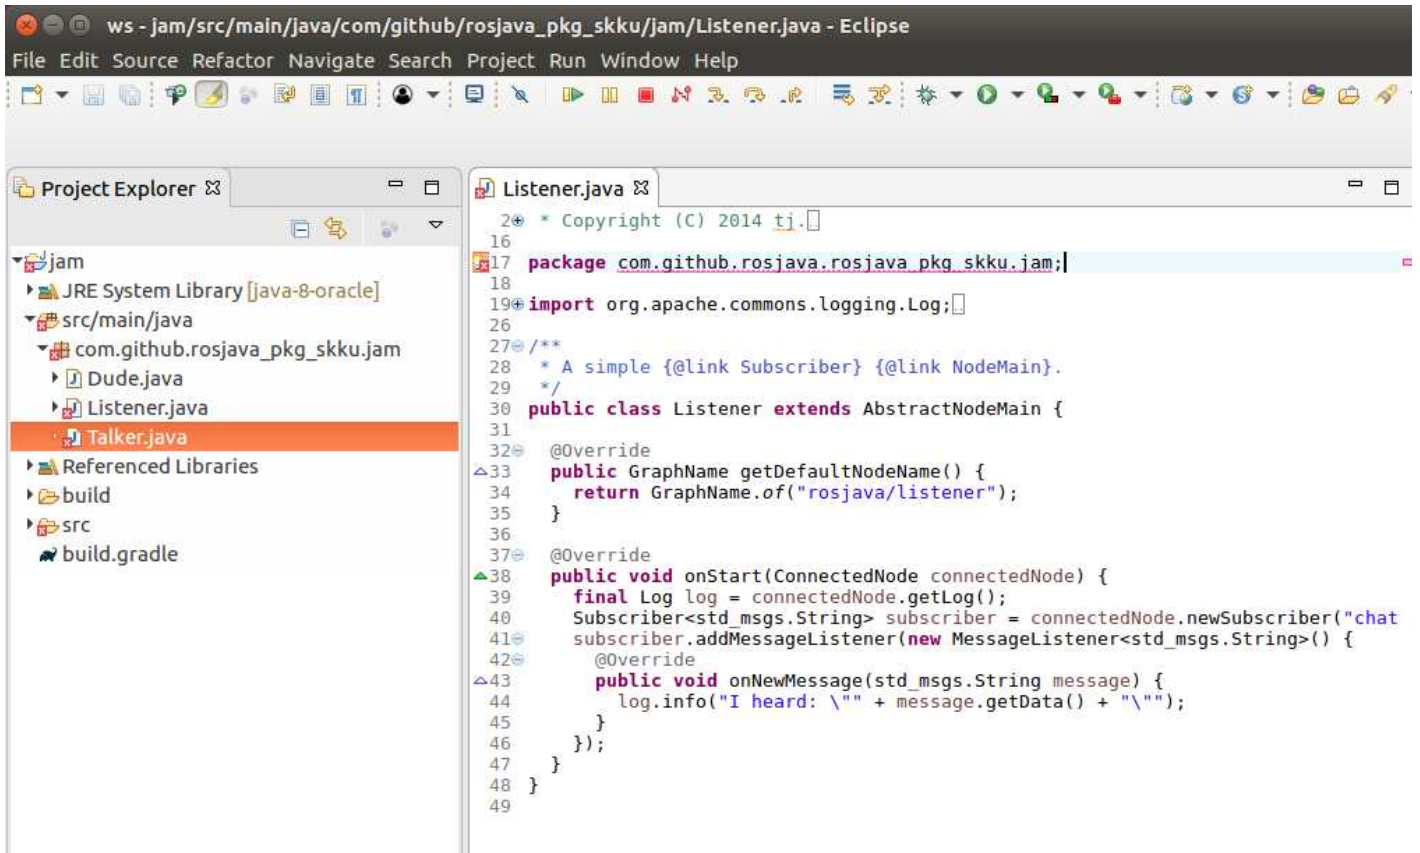 ws - jam/src/main/java/com/github/rosjava_pkg_skku/jam/Listener.java - Eclipse
File Edit Source Refactor Navigate Search Project Run Window Help
Project Explorer
jam
JRE System Library [java-8-oracle]
src/main/java
com.github.rosjava_pkg_skku.jam
Dude.java
Listener.java
Talker.java
Referenced Libraries
build
src
build.gradle
Listener.java
2 * Copyright (C) 2014 tj.
16
17 package com.github.rosjava.rosjava_pkg_skku.jam;
18
19 import org.apache.commons.logging.Log;
26
27 /**
28 * A simple {@link Subscriber} {@link NodeMain}.
29 */
30 public class Listener extends AbstractNodeMain {
31
32 @Override
33 public GraphName getDefaultNodeName() {
34 return GraphName.of("rosjava/listener");
35 }
36
37 @Override
38 public void onStart(ConnectedNode connectedNode) {
39 final Log log = connectedNode.getLog();
40 Subscriber<std_msgs.String> subscriber = connectedNode.newSubscriber("chat
41 subscriber.addMessageListener(new MessageListener<std_msgs.String>() {
42 @Override
43 public void onNewMessage(std_msgs.String message) {
44 log.info("I heard: \"" + message.getData() + "\"");
45 }
46 });
47 }
48 }
49